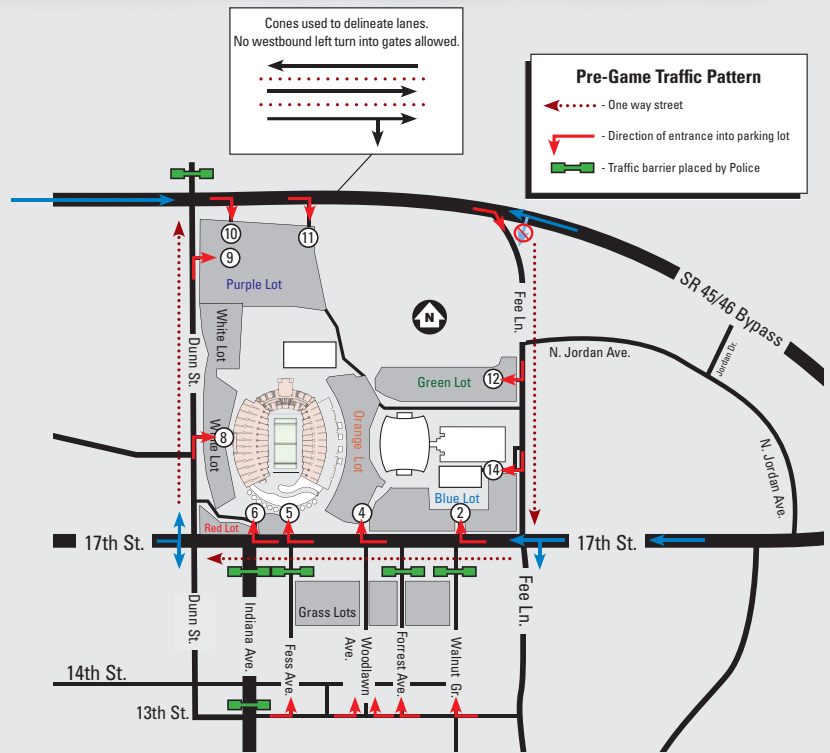 Cones used to delineate lanes.
No westbound left turn into gates allowed.
Pre-Game Traffic Pattern
- One way street
- Direction of entrance into parking lot
- Traffic barrier placed by Police
10
11
9
Purple Lot
SR 45/46 Bypass
Fee Ln.
N
White Lot
Dunn St.
N. Jordan Ave.
Jordan Dr.
Green Lot
12
Orange Lot
8
White Lot
N. Jordan Ave.
14
Blue Lot
6
5
4
2
Red Lot
17th St.
17th St.
Dunn St.
Indiana Ave.
Fess Ave.
Grass Lots
Woodlawn
Ave.
Forrest Ave.
Walnut Gr.
Fee Ln.
14th St.
13th St.